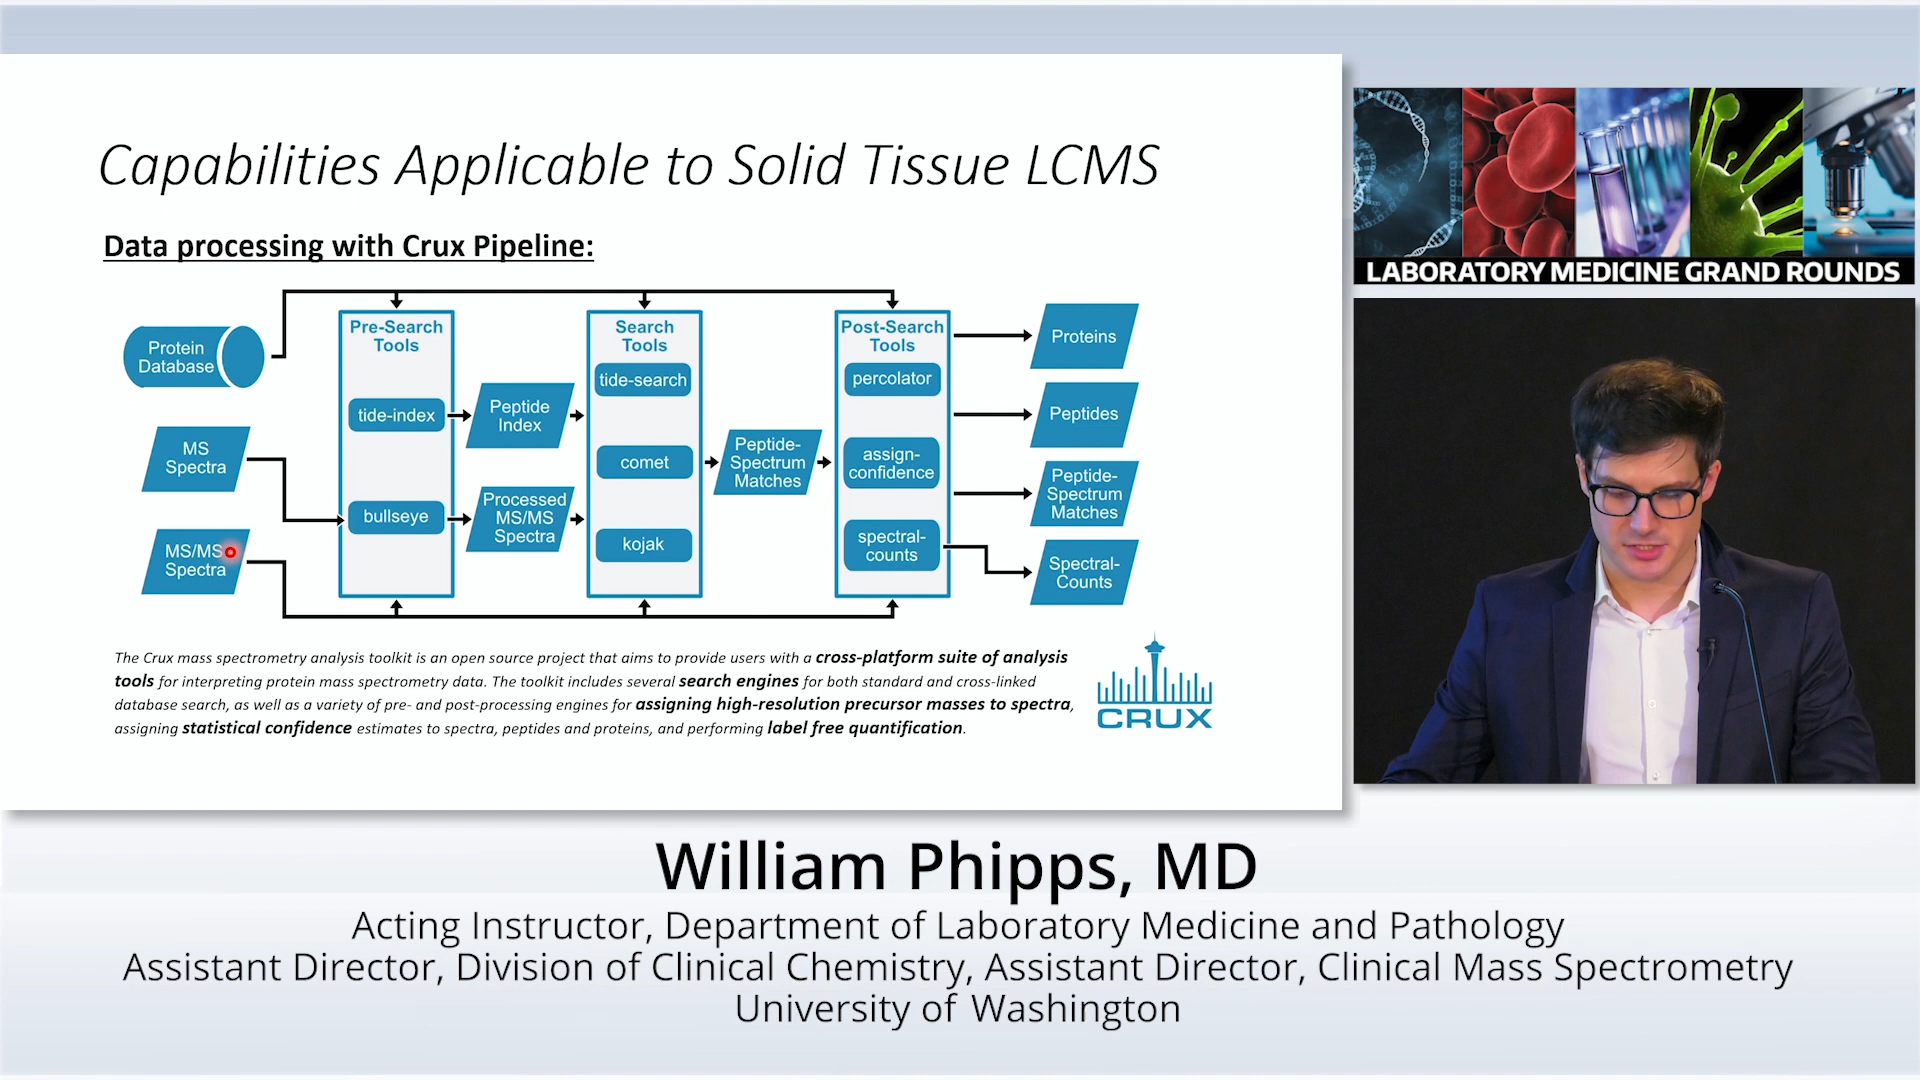 Capabilities Applicable to Solid Tissue LCMS
Data processing with Crux Pipeline:
Protein
Database
MS
Spectra
MS/MS
Spectra
Pre-Search
Tools
tide-index
bullseye
Peptide
Index
Processed
MS/MS
Spectra
Search
Tools
tide-search
comet
kojak
Peptide-
Spectrum
Matches
Post-Search
Tools
percolator
assign-
confidence
spectral-
counts
Proteins
Peptides
Peptide-
Spectrum
Matches
Spectral-
Counts
The Crux mass spectrometry analysis toolkit is an open source project that aims to provide users with a cross-platform suite of analysis
tools for interpreting protein mass spectrometry data. The toolkit includes several search engines for both standard and cross-linked
database search, as well as a variety of pre- and post-processing engines for assigning high-resolution precursor masses to spectra,
assigning statistical confidence estimates to spectra, peptides and proteins, and performing label free quantification.
CRUX
LABORATORY MEDICINE GRAND ROUNDS
William Phipps, MD
Acting Instructor, Department of Laboratory Medicine and Pathology
Assistant Director, Division of Clinical Chemistry, Assistant Director, Clinical Mass Spectrometry
University of Washington